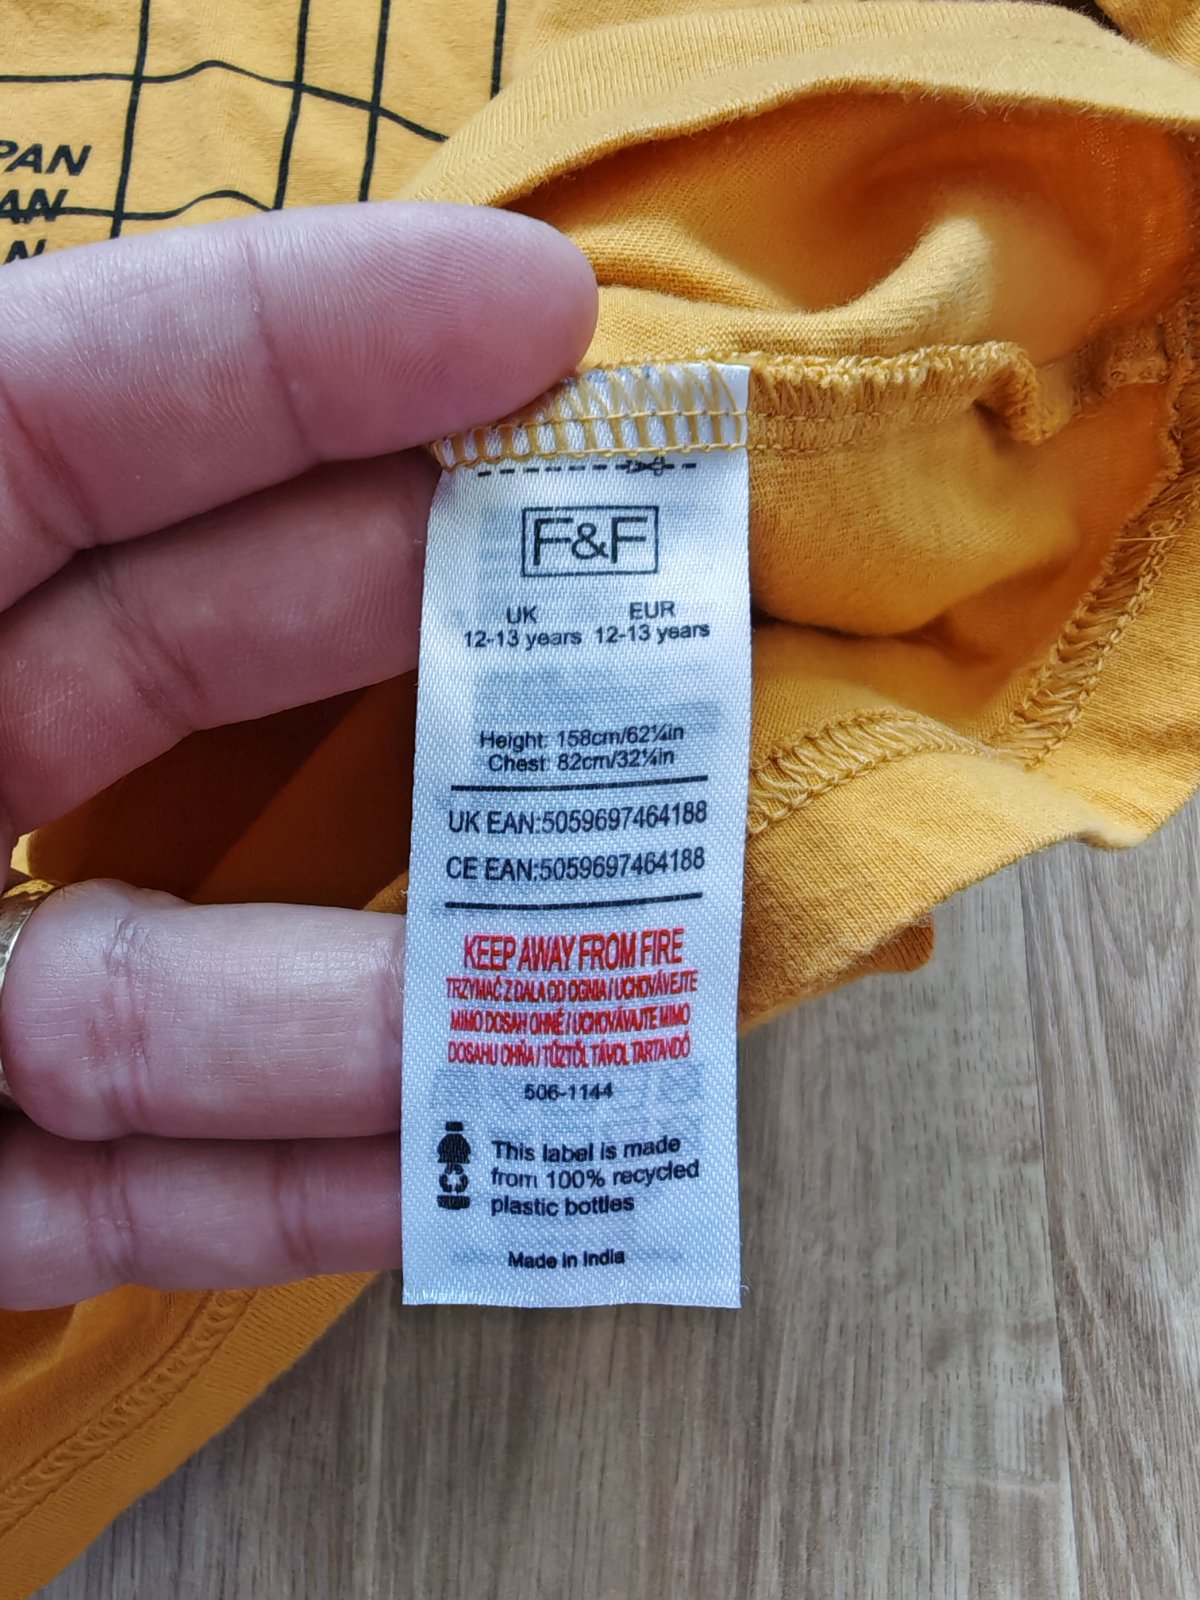 PAN
AN
N
F&F
UK EUR
12-13 years 12-13 years
Height: 158cm/62¼in
Chest: 82cm/32¼in
UK EAN:5059697464188
CE EAN:5059697464188
KEEP AWAY FROM FIRE
TRZYMAĆ Z DALA OD OGNIA / UCHOVÁVEJTE
MIMO DOSAH OHNĚ / UCHOVÁVAJTE MIMO
DOSAHU OHŇA / TŰZTŐL TÁVOL TARTANDÓ
506-1144
This label is made
from 100% recycled
plastic bottles
Made in India